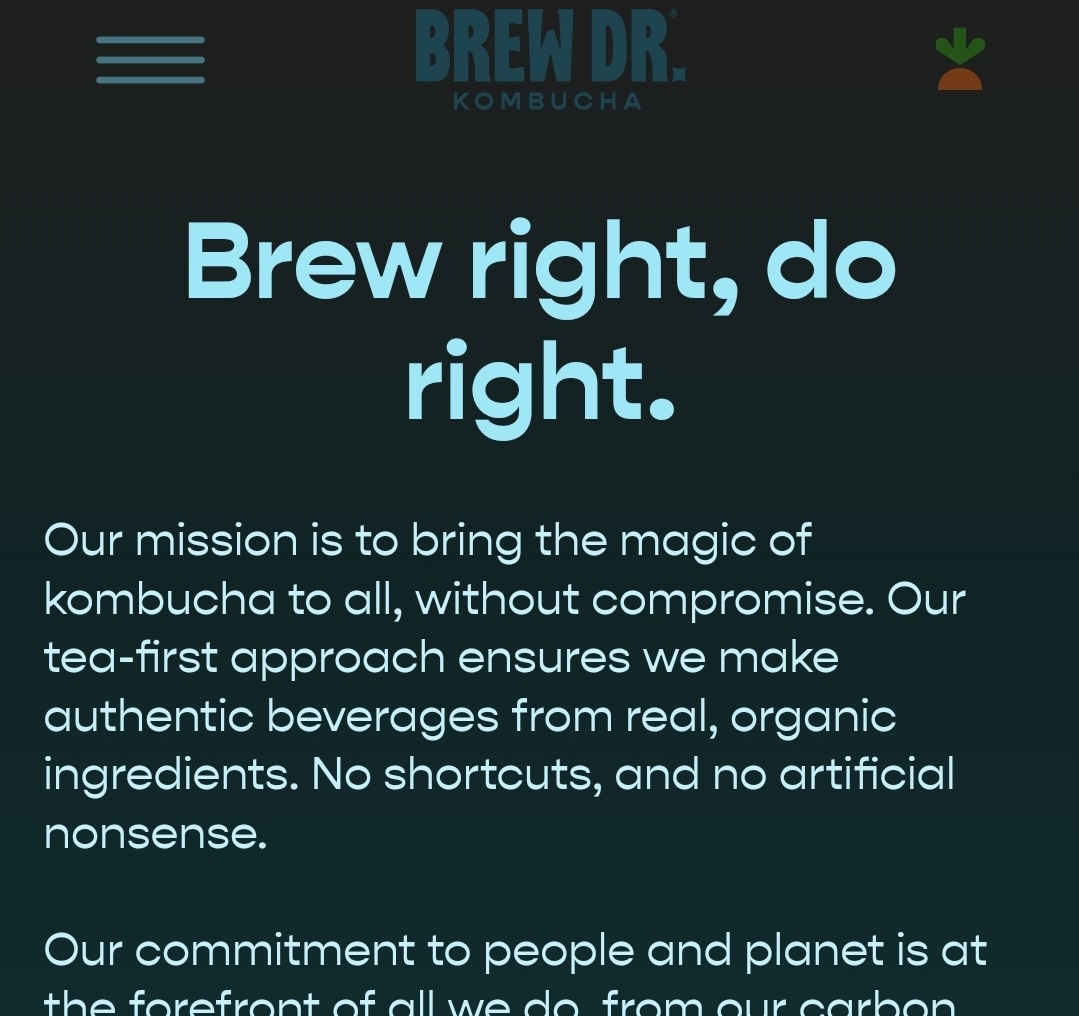 BREW DR.®
KOMBUCHA
Brew right, do
right.
Our mission is to bring the magic of
kombucha to all, without compromise. Our
tea-first approach ensures we make
authentic beverages from real, organic
ingredients. No shortcuts, and no artificial
nonsense.
Our commitment to people and planet is at
the forefront of all we do, from our carbon